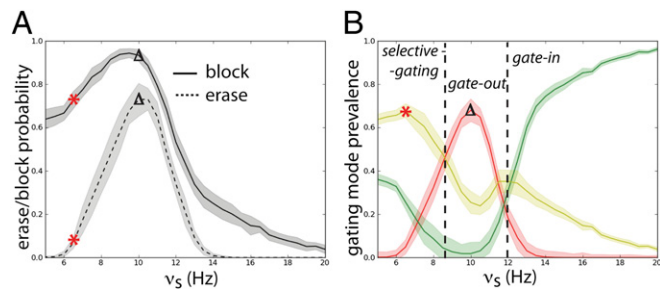 A
erase/block probability
1.0
0.8
0.6
0.4
0.2
0.0
block
erase
6 8 10 12 14 16 18 20
νS (Hz)
B
gating mode prevalence
1.0
0.8
0.6
0.4
0.2
0.0
selective-
-gating
gate-out
gate-in
6 8 10 12 14 16 18 20
νS (Hz)